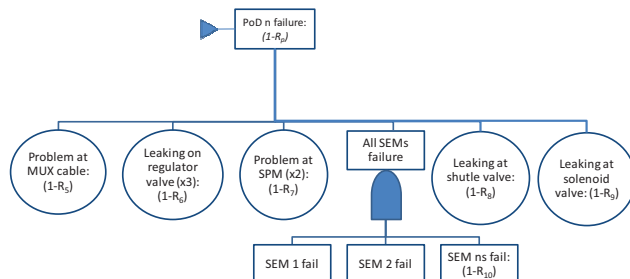 PoD n failure:
(1-Rp)
Problem at
MUX cable:
(1-R5)
Leaking on
regulator
valve (x3):
(1-R6)
Problem at
SPM (x2):
(1-R7)
All SEMs
failure
Leaking at
shutle valve:
(1-R8)
Leaking at
solenoid
valve: (1-R9)
SEM 1 fail
SEM 2 fail
SEM ns fail:
(1-R10)